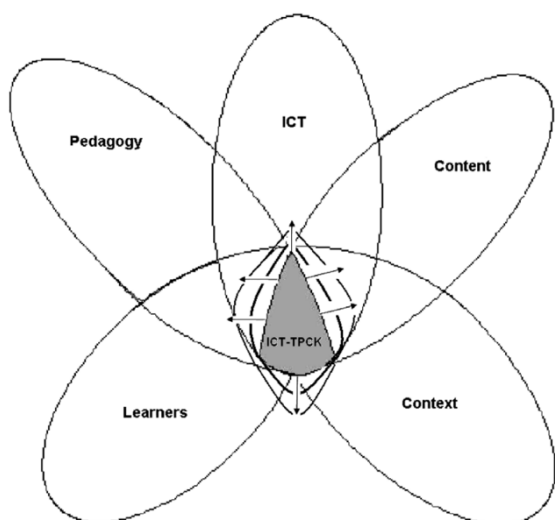 ICT
Pedagogy
Content
ICT-TPCK
Learners
Context